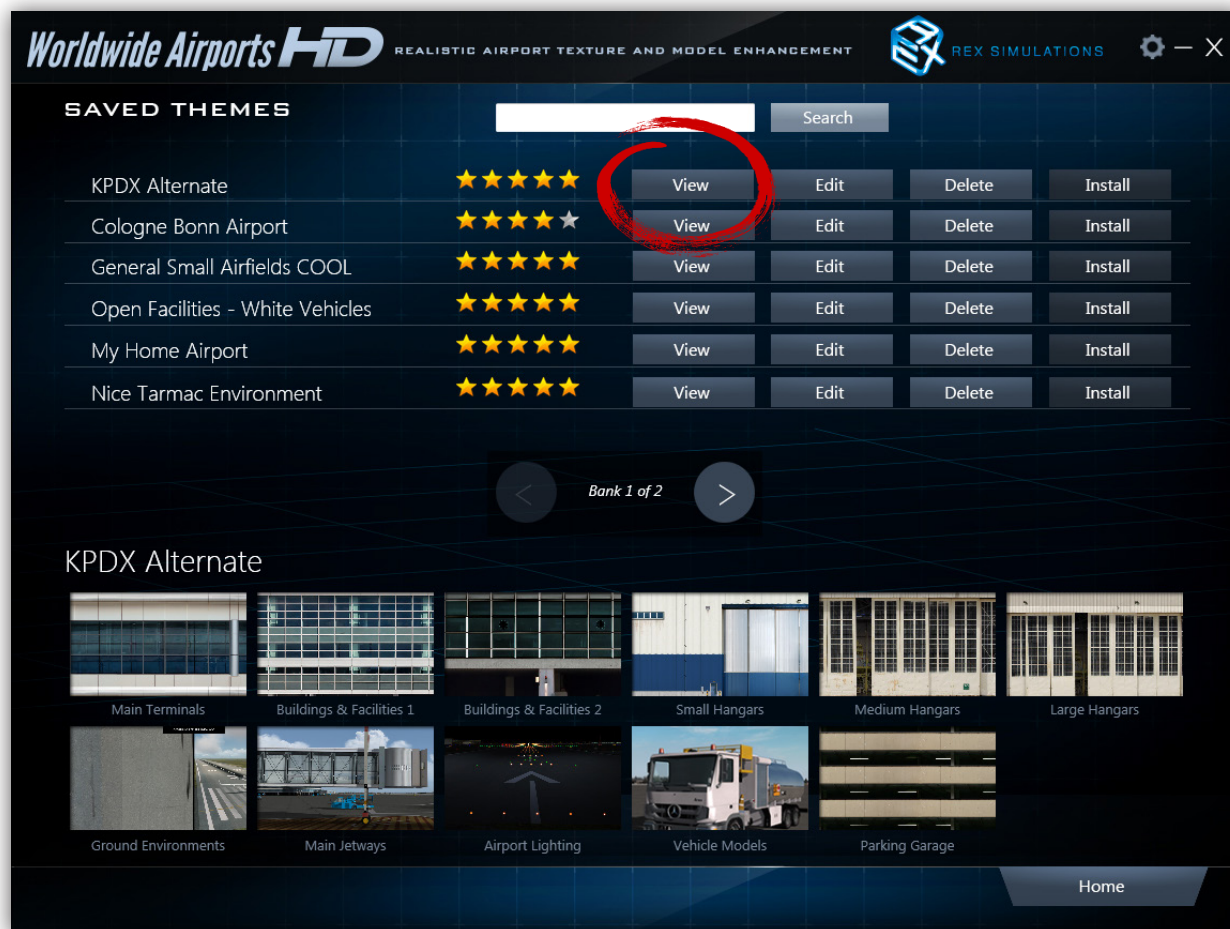 Worldwide Airports HD REALISTIC AIRPORT TEXTURE AND MODEL ENHANCEMENT REX REX SIMULATIONS
SAVED THEMES
Search
KPDX Alternate View Edit Delete Install
Cologne Bonn Airport View Edit Delete Install
General Small Airfields COOL View Edit Delete Install
Open Facilities - White Vehicles View Edit Delete Install
My Home Airport View Edit Delete Install
Nice Tarmac Environment View Edit Delete Install
< Bank 1 of 2 >
KPDX Alternate
Main Terminals Buildings & Facilities 1 Buildings & Facilities 2 Small Hangars Medium Hangars Large Hangars
Ground Environments Main Jetways Airport Lighting Vehicle Models Parking Garage
Home